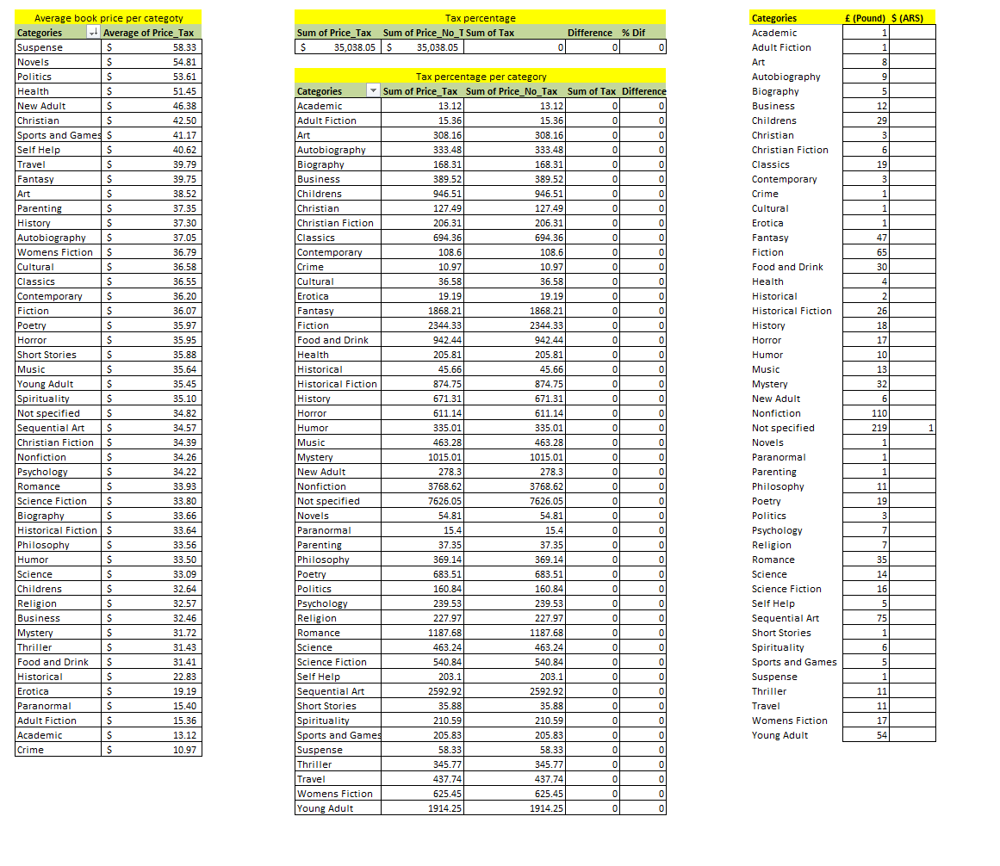 Average book price per category
Categories Average of Price_Tax
Suspense $ 58.33
Novels $ 54.81
Politics $ 53.61
Health $ 51.45
New Adult $ 46.38
Christian $ 42.50
Sports and Games $ 41.17
Self Help $ 40.62
Travel $ 39.79
Fantasy $ 39.75
Art $ 38.52
Parenting $ 37.35
History $ 37.30
Autobiography $ 37.05
Womens Fiction $ 36.79
Cultural $ 36.58
Classics $ 36.55
Contemporary $ 36.20
Fiction $ 36.07
Poetry $ 35.97
Horror $ 35.95
Short Stories $ 35.88
Music $ 35.64
Young Adult $ 35.45
Spirituality $ 35.10
Not specified $ 34.82
Sequential Art $ 34.57
Christian Fiction $ 34.39
Nonfiction $ 34.26
Psychology $ 34.22
Romance $ 33.93
Science Fiction $ 33.80
Biography $ 33.66
Historical Fiction $ 33.64
Philosophy $ 33.56
Humor $ 33.50
Science $ 33.09
Childrens $ 32.64
Religion $ 32.57
Business $ 32.46
Mystery $ 31.72
Thriller $ 31.43
Food and Drink $ 31.41
Historical $ 22.83
Erotica $ 19.19
Paranormal $ 15.40
Adult Fiction $ 15.36
Academic $ 13.12
Crime $ 10.97
Tax percentage
Sum of Price_Tax Sum of Price_No_T Sum of Tax Difference % Dif
$ 35,038.05 $ 35,038.05 0 0 0
Tax percentage per category
Categories Sum of Price_Tax Sum of Price_No_Tax Sum of Tax Difference
Academic 13.12 13.12 0 0
Adult Fiction 15.36 15.36 0 0
Art 308.16 308.16 0 0
Autobiography 333.48 333.48 0 0
Biography 168.31 168.31 0 0
Business 389.52 389.52 0 0
Childrens 946.51 946.51 0 0
Christian 127.49 127.49 0 0
Christian Fiction 206.31 206.31 0 0
Classics 694.36 694.36 0 0
Contemporary 108.6 108.6 0 0
Crime 10.97 10.97 0 0
Cultural 36.58 36.58 0 0
Erotica 19.19 19.19 0 0
Fantasy 1868.21 1868.21 0 0
Fiction 2344.33 2344.33 0 0
Food and Drink 942.44 942.44 0 0
Health 205.81 205.81 0 0
Historical 45.66 45.66 0 0
Historical Fiction 874.75 874.75 0 0
History 671.31 671.31 0 0
Horror 611.14 611.14 0 0
Humor 335.01 335.01 0 0
Music 463.28 463.28 0 0
Mystery 1015.01 1015.01 0 0
New Adult 278.3 278.3 0 0
Nonfiction 3768.62 3768.62 0 0
Not specified 7626.05 7626.05 0 0
Novels 54.81 54.81 0 0
Paranormal 15.4 15.4 0 0
Parenting 37.35 37.35 0 0
Philosophy 369.14 369.14 0 0
Poetry 683.51 683.51 0 0
Politics 160.84 160.84 0 0
Psychology 239.53 239.53 0 0
Religion 227.97 227.97 0 0
Romance 1187.68 1187.68 0 0
Science 463.24 463.24 0 0
Science Fiction 540.84 540.84 0 0
Self Help 203.1 203.1 0 0
Sequential Art 2592.92 2592.92 0 0
Short Stories 35.88 35.88 0 0
Spirituality 210.59 210.59 0 0
Sports and Games 205.83 205.83 0 0
Suspense 58.33 58.33 0 0
Thriller 345.77 345.77 0 0
Travel 437.74 437.74 0 0
Womens Fiction 625.45 625.45 0 0
Young Adult 1914.25 1914.25 0 0
Categories £ (Pound) $ (ARS)
Academic 1
Adult Fiction 1
Art 8
Autobiography 9
Biography 5
Business 12
Childrens 29
Christian 3
Christian Fiction 6
Classics 19
Contemporary 3
Crime 1
Cultural 1
Erotica 1
Fantasy 47
Fiction 65
Food and Drink 30
Health 4
Historical 2
Historical Fiction 26
History 18
Horror 17
Humor 10
Music 13
Mystery 32
New Adult 6
Nonfiction 110
Not specified 219 1
Novels 1
Paranormal 1
Parenting 1
Philosophy 11
Poetry 19
Politics 3
Psychology 7
Religion 7
Romance 35
Science 14
Science Fiction 16
Self Help 5
Sequential Art 75
Short Stories 1
Spirituality 6
Sports and Games 5
Suspense 1
Thriller 11
Travel 11
Womens Fiction 17
Young Adult 54